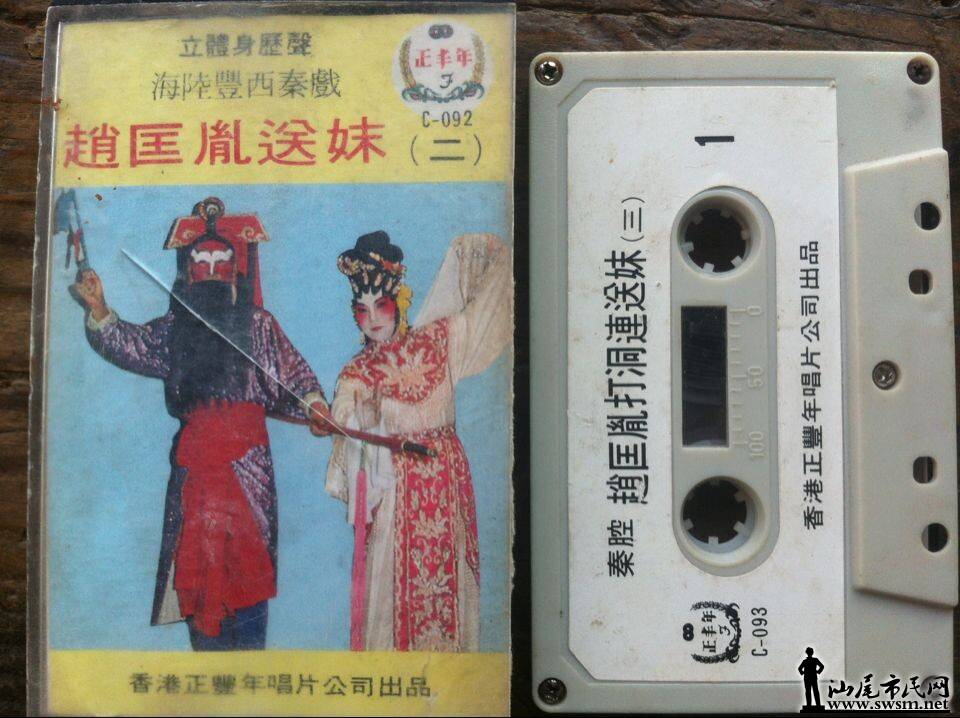 立體身歷聲
海陸豐西秦戲
正丰年
C-092
趙匡胤送妹(二)
香港正豐年唱片公司出品
1
秦腔 趙匡胤打洞連送妹(三)
100 50 0
香港正豐年唱片公司出品
正丰年
C-093
汕尾市民网
www.swsm.net